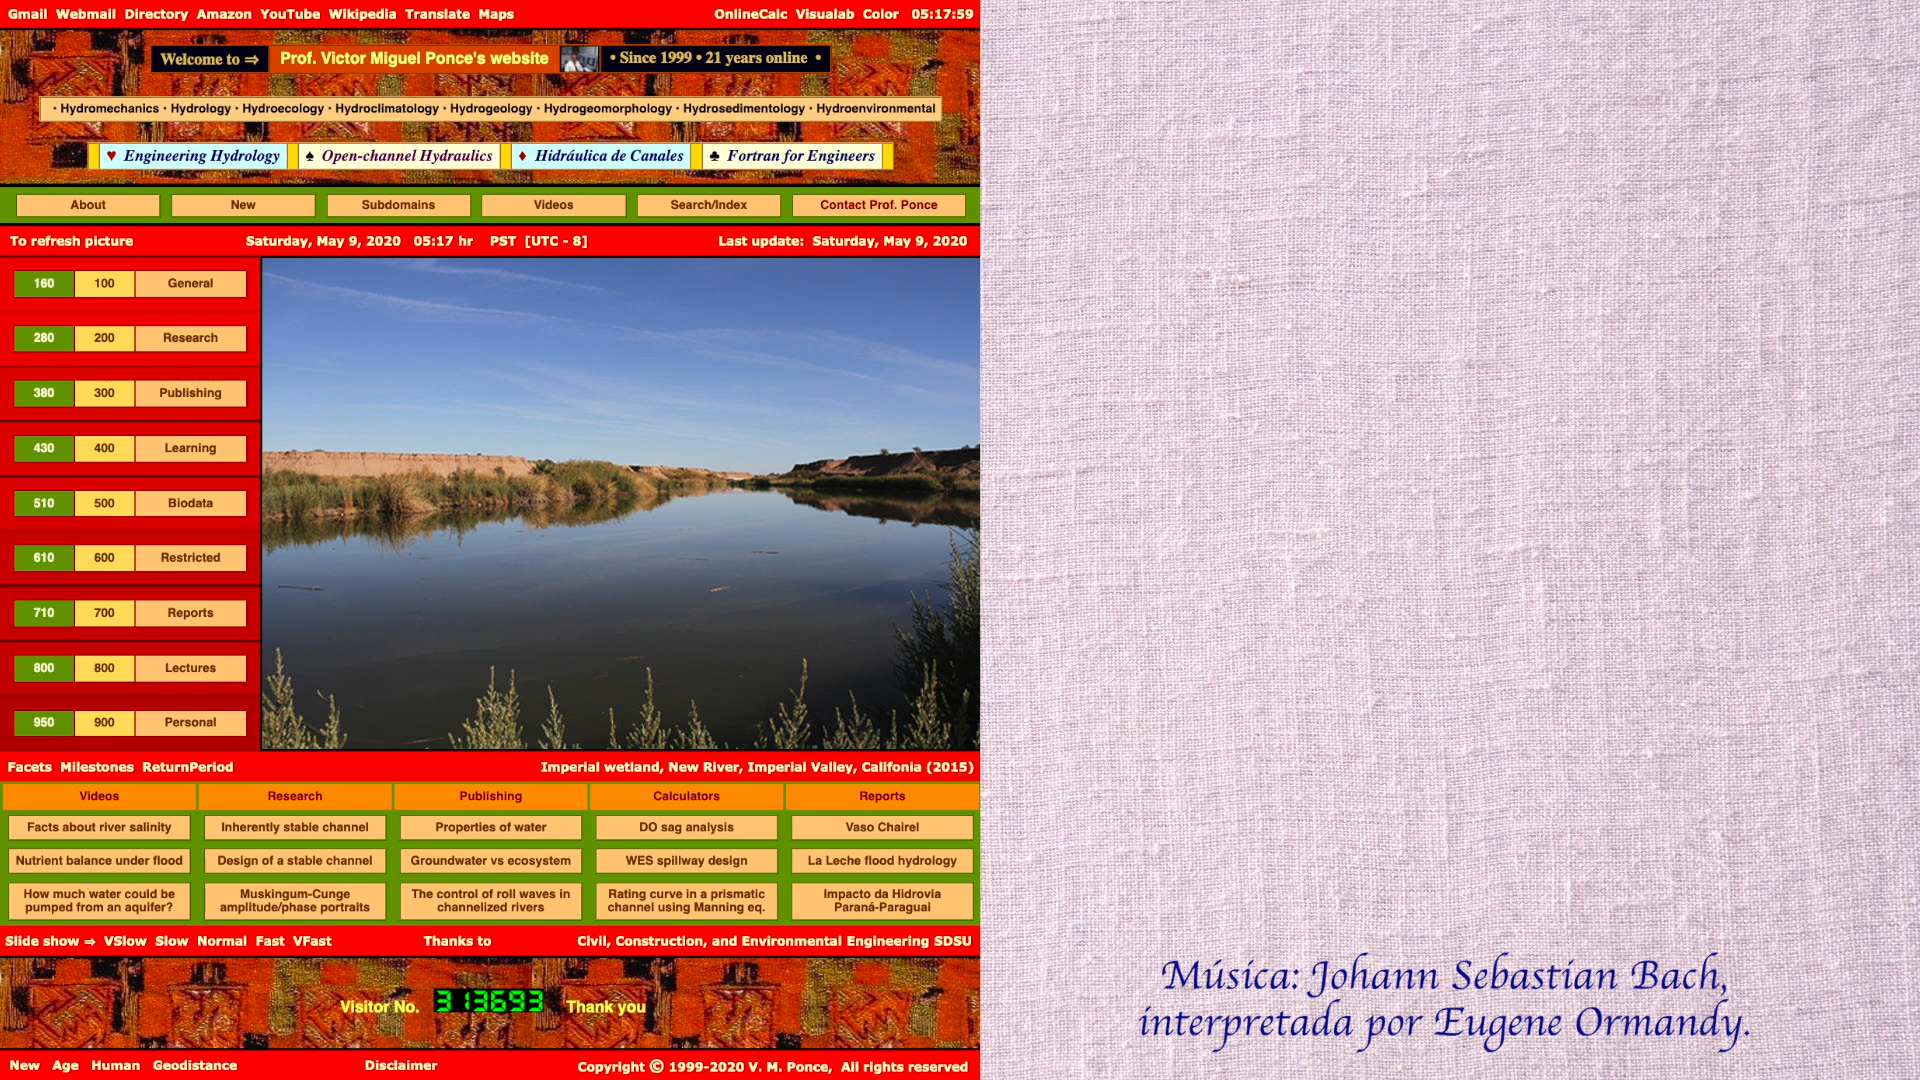 Gmail Webmail Directory Amazon YouTube Wikipedia Translate Maps OnlineCalc Visualab Color 05:17:59
Welcome to ⇒ Prof. Victor Miguel Ponce's website • Since 1999 • 21 years online •
· Hydromechanics · Hydrology · Hydroecology · Hydroclimatology · Hydrogeology · Hydrogeomorphology · Hydrosedimentology · Hydroenvironmental
♥ Engineering Hydrology ♠ Open-channel Hydraulics ♦ Hidráulica de Canales ♣ Fortran for Engineers
About New Subdomains Videos Search/Index Contact Prof. Ponce
To refresh picture Saturday, May 9, 2020 05:17 hr PST [UTC - 8] Last update: Saturday, May 9, 2020
160 100 General
280 200 Research
380 300 Publishing
430 400 Learning
510 500 Biodata
610 600 Restricted
710 700 Reports
800 800 Lectures
950 900 Personal
Facets Milestones ReturnPeriod Imperial wetland, New River, Imperial Valley, Califonia (2015)
Videos Research Publishing Calculators Reports
Facts about river salinity Inherently stable channel Properties of water DO sag analysis Vaso Chairel
Nutrient balance under flood Design of a stable channel Groundwater vs ecosystem WES spillway design La Leche flood hydrology
How much water could be Muskingum-Cunge The control of roll waves in Rating curve in a prismatic Impacto da Hidrovia
pumped from an aquifer? amplitude/phase portraits channelized rivers channel using Manning eq. Paraná-Paraguai
Slide show ⇒ VSlow Slow Normal Fast VFast Thanks to Civil, Construction, and Environmental Engineering SDSU
Visitor No. 313693 Thank you
New Age Human Geodistance Disclaimer Copyright © 1999-2020 V. M. Ponce, All rights reserved
Música: Johann Sebastian Bach,
interpretada por Eugene Ormandy.